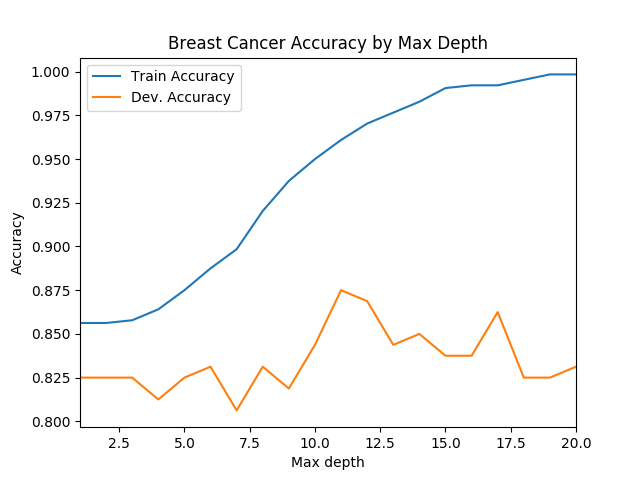 Breast Cancer Accuracy by Max Depth
Train Accuracy
Dev. Accuracy
1.000
0.975
0.950
0.925
0.900
0.875
0.850
0.825
0.800
Accuracy
2.5 5.0 7.5 10.0 12.5 15.0 17.5 20.0
Max depth